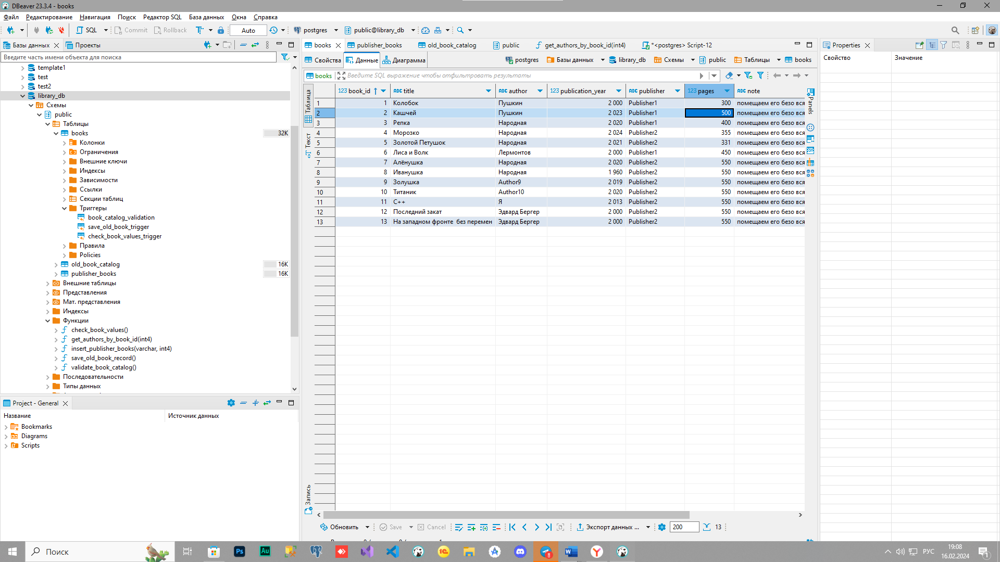 DBeaver 23.3.4 - books
Файл Редактирование Навигация Поиск Редактор SQL База данных Окна Справка
SQL Commit Rollback Auto postgres public@library_db
Базы данных Проекты
Введите часть имени объекта для поиска
template1
test
test2
library_db
Схемы
public
Таблицы
books 32K
Колонки
Ограничения
Внешние ключи
Индексы
Зависимости
Ссылки
Секции таблиц
Триггеры
book_catalog_validation
save_old_book_trigger
check_book_values_trigger
Правила
Policies
old_book_catalog 16K
publisher_books 16K
Внешние таблицы
Представления
Мат. представления
Индексы
Функции
check_book_values()
get_authors_by_book_id(int4)
insert_publisher_books(varchar, int4)
save_old_book_record()
validate_book_catalog()
Последовательности
Типы данных
Project - General
Название Источник данных
Bookmarks
Diagrams
Scripts
books publisher_books old_book_catalog public get_authors_by_book_id(int4) *<postgres> Script-12
Свойства Данные Диаграмма postgres Базы данных library_db Схемы public Таблицы books
books Введите SQL выражение чтобы отфильтровать результаты
Таблица
Текст
Запись
Panels
123 book_id ABC title ABC author 123 publication_year ABC publisher 123 pages ABC note
1 1 Колобок Пушкин 2 000 Publisher1 300 помещаем его безо вся
2 2 Кашчей Пушкин 2 023 Publisher1 500 помещаем его безо вся
3 3 Репка Народная 2 020 Publisher1 400 помещаем его безо вся
4 4 Морозко Народная 2 024 Publisher2 355 помещаем его безо вся
5 5 Золотой Петушок Народная 2 021 Publisher2 331 помещаем его безо вся
6 6 Лиса и Волк Лермонтов 2 000 Publisher1 450 помещаем его безо вся
7 7 Алёнушка Народная 2 020 Publisher2 550 помещаем его безо вся
8 8 Иванушка Народная 1 960 Publisher2 550 помещаем его безо вся
9 9 Золушка Author9 2 019 Publisher2 550 помещаем его безо вся
10 10 Титаник Author10 2 020 Publisher2 550 помещаем его безо вся
11 11 С++ Я 2 013 Publisher2 550 помещаем его безо вся
12 12 Последний закат Эдвард Бергер 2 000 Publisher2 550 помещаем его безо вся
13 13 На западном фронте без перемен Эдвард Бергер 2 000 Publisher2 550 помещаем его безо вся
Обновить Save Cancel Экспорт данных ... 200 13
Properties
Свойство Значение
Поиск
Ps Au 1С 8 W Y
РУС 19:08
16.02.2024 1